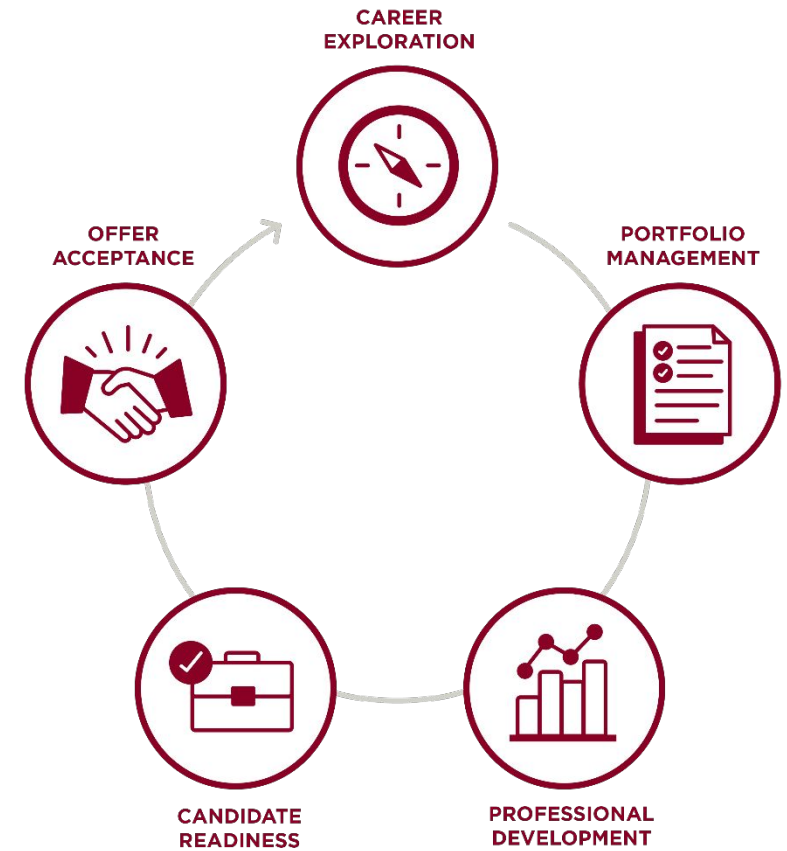 CAREER
EXPLORATION
PORTFOLIO
MANAGEMENT
PROFESSIONAL
DEVELOPMENT
CANDIDATE
READINESS
OFFER
ACCEPTANCE